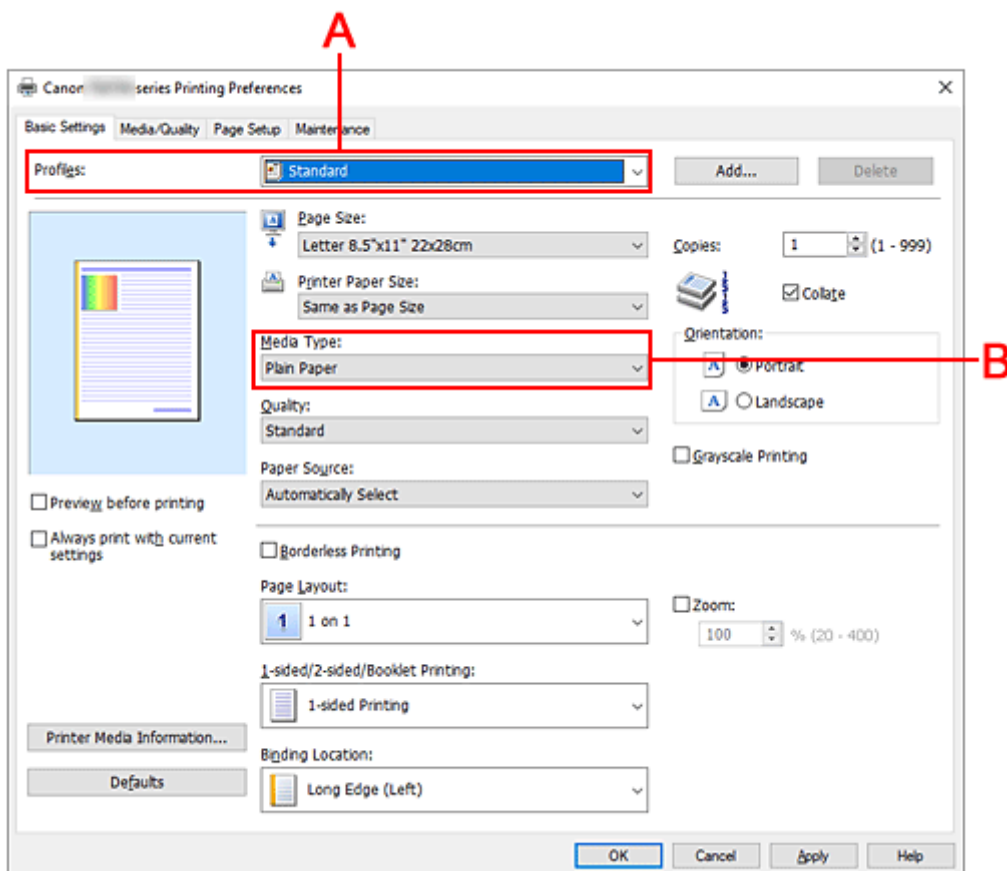 A
Canon series Printing Preferences
Basic Settings Media/Quality Page Setup Maintenance
Profiles: Standard Add... Delete
Page Size:
Letter 8.5"x11" 22x28cm
Copies: 1 (1 - 999)
Printer Paper Size:
Same as Page Size
Collate
Media Type:
Plain Paper
B
Orientation:
A Portrait
A Landscape
Quality:
Standard
Grayscale Printing
Paper Source:
Automatically Select
Preview before printing
Always print with current
settings
Borderless Printing
Page Layout:
1 1 on 1
Zoom:
100 % (20 - 400)
1-sided/2-sided/Booklet Printing:
1-sided Printing
Printer Media Information...
Binding Location:
Defaults
Long Edge (Left)
OK Cancel Apply Help